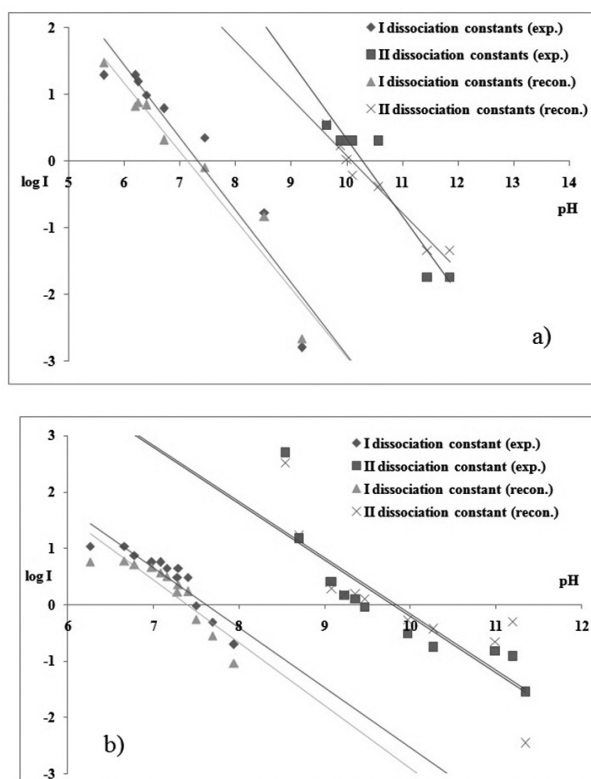 2
1
0
-1
-2
-3
log I
5 6 7 8 9 10 11 12 13 14
pH
I dissociation constants (exp.)
II dissociation constants (exp.)
I dissociation constants (recon.)
II disssociation constants (recon.)
a)
3
2
1
0
-1
-2
-3
log I
6 7 8 9 10 11 12
pH
I dissociation constant (exp.)
II dissociation constant (exp.)
I dissociation constant (recon.)
II dissociation constant (recon.)
b)